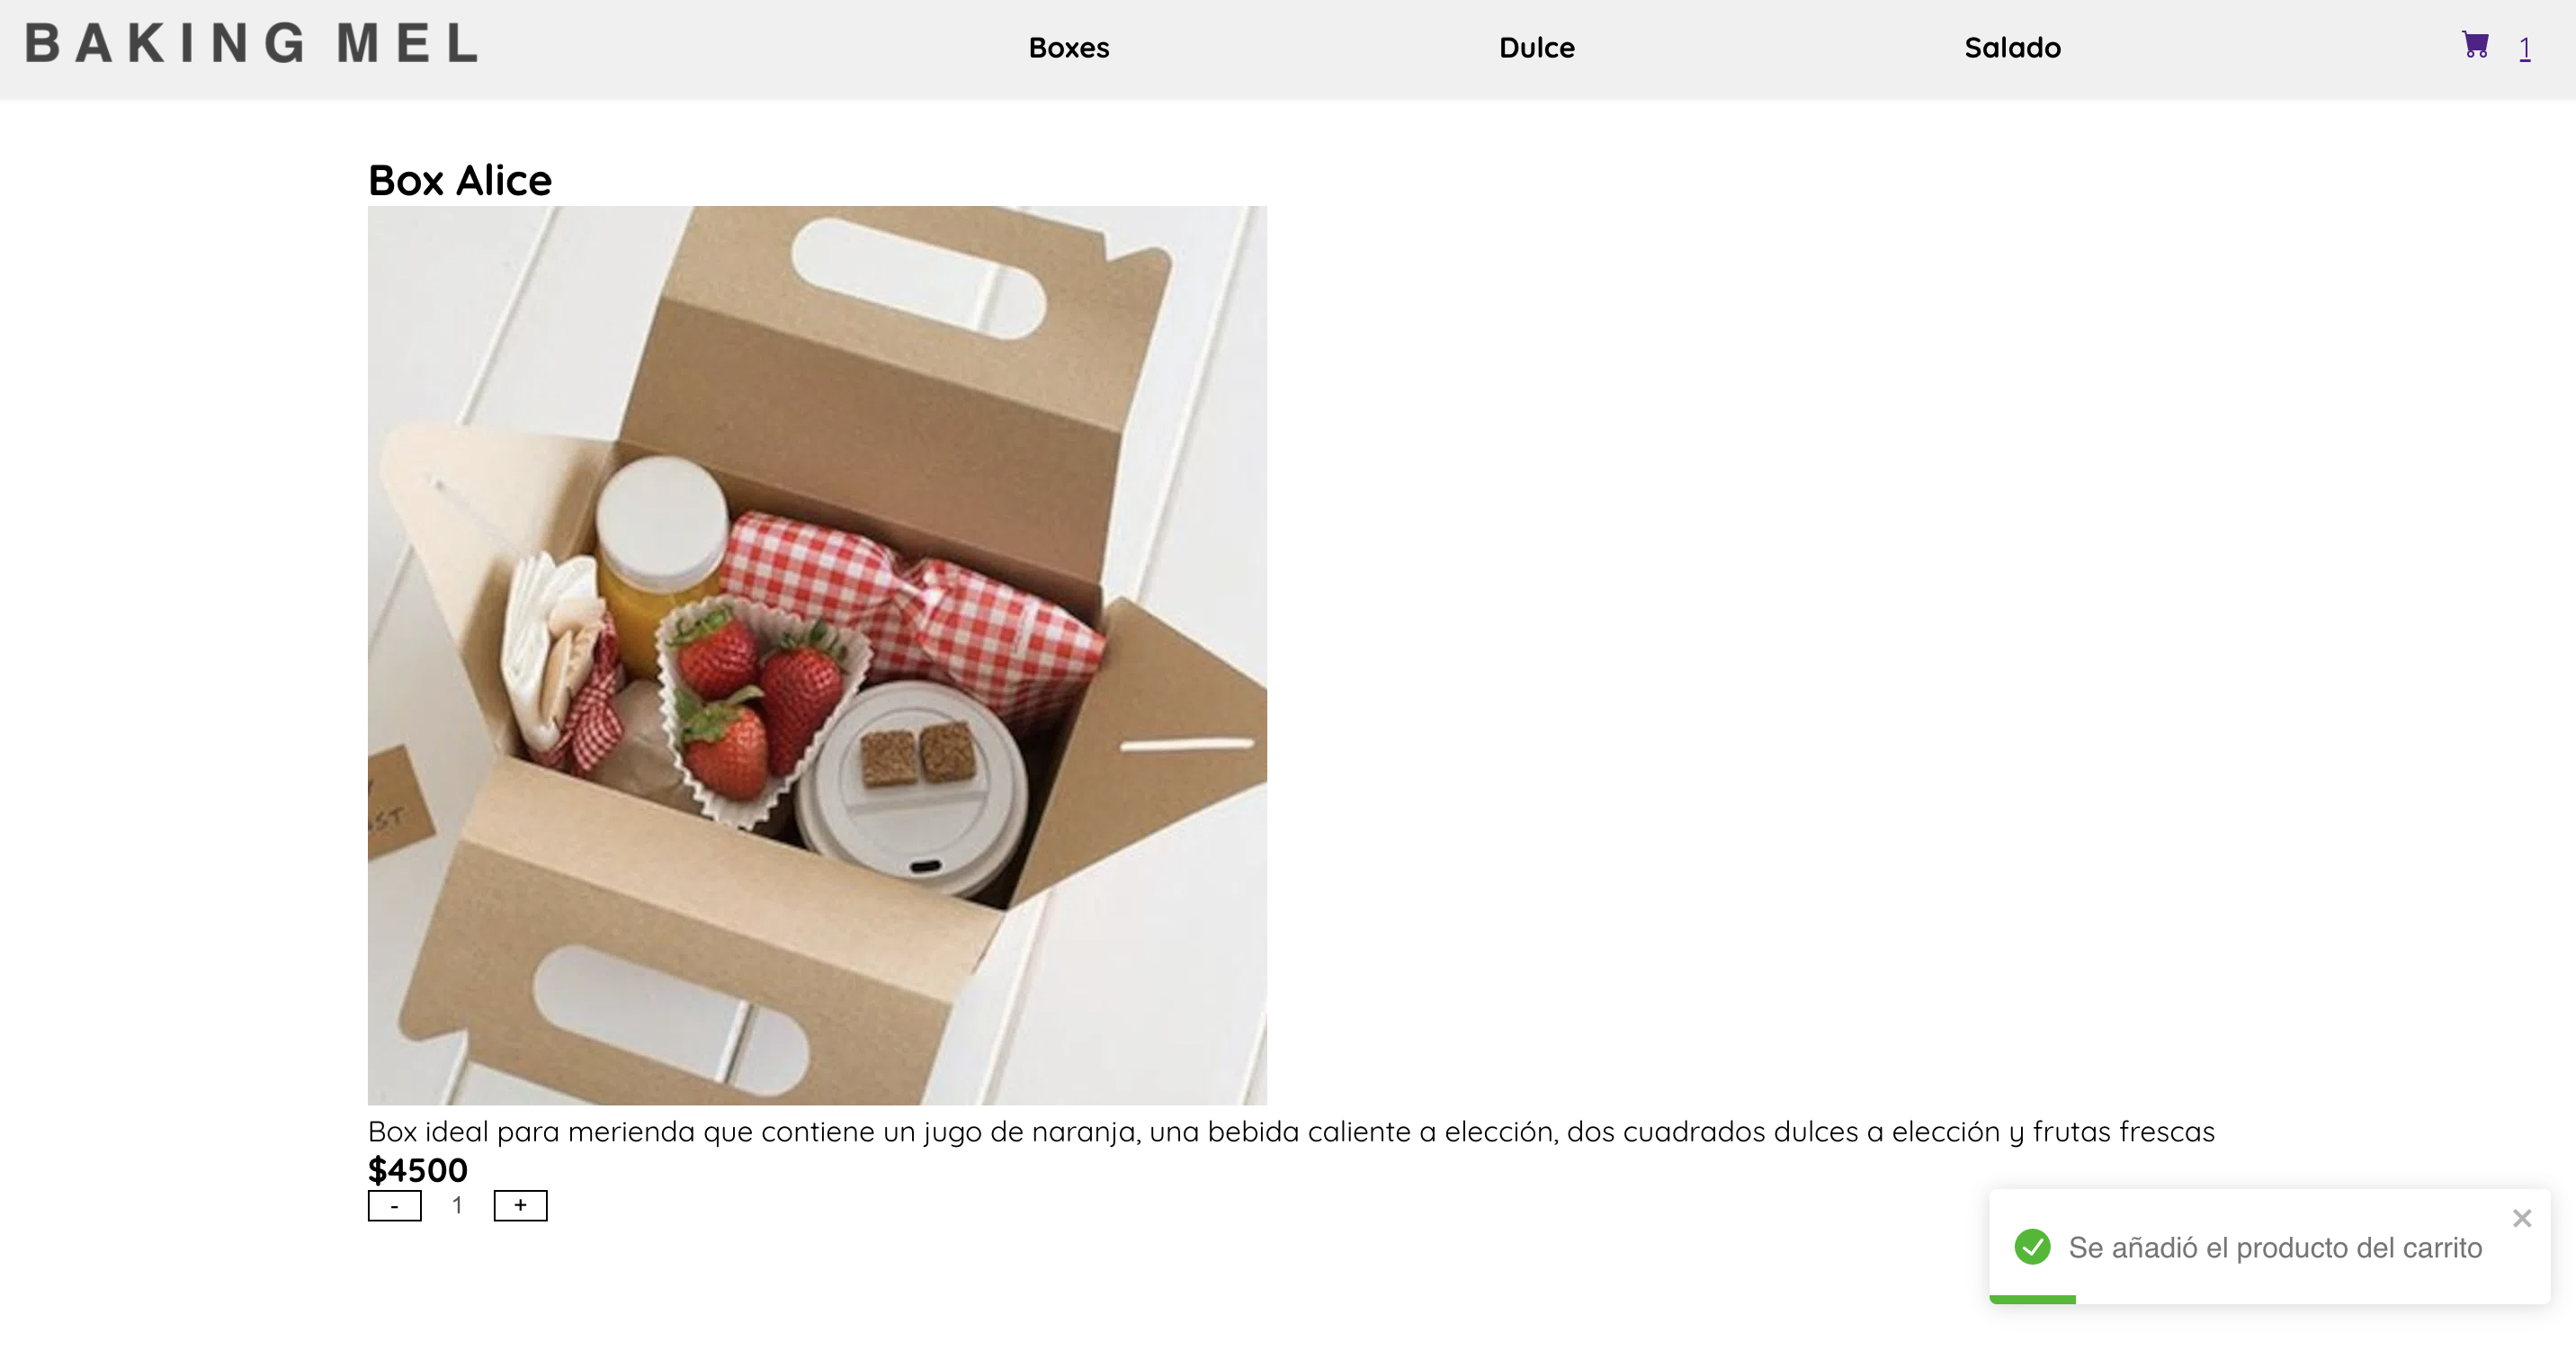 BAKING MEL
Boxes
Dulce
Salado
1
Box Alice
Box ideal para merienda que contiene un jugo de naranja, una bebida caliente a elección, dos cuadrados dulces a elección y frutas frescas
$4500
- 1 +
Se añadió el producto del carrito